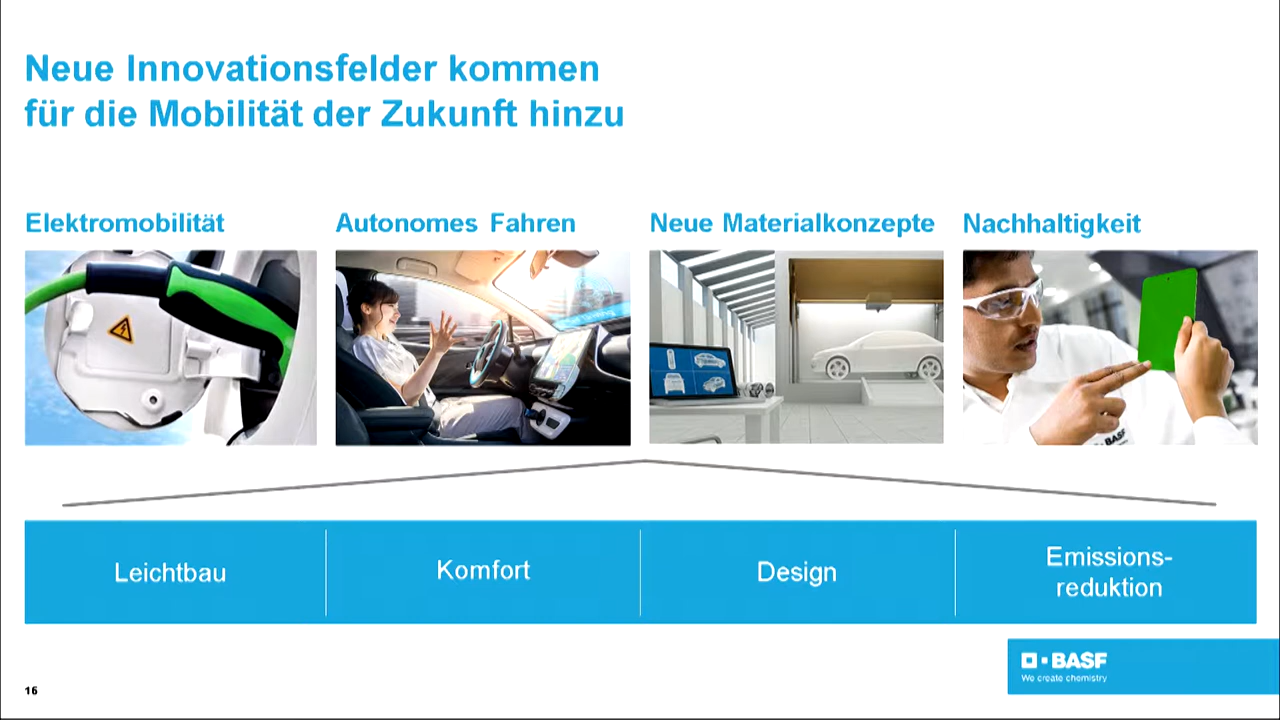 Neue Innovationsfelder kommen
für die Mobilität der Zukunft hinzu
Elektromobilität
Autonomes Fahren
Neue Materialkonzepte
Nachhaltigkeit
BASF
Leichtbau
Komfort
Design
Emissions-
reduktion
BASF
We create chemistry
16